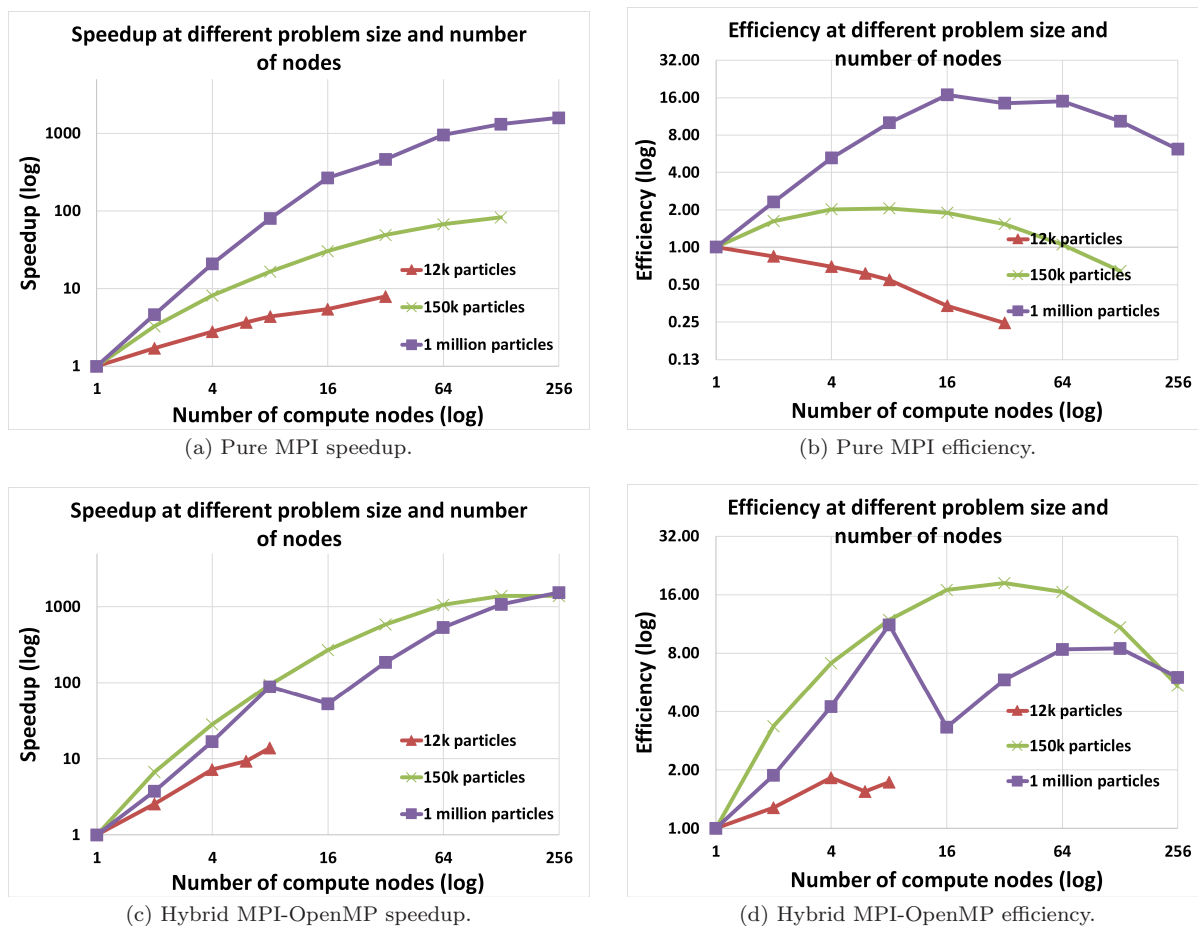 Speedup at different problem size and number
of nodes
1000
100
10
1
Speedup (log)
12k particles
150k particles
1 million particles
1 4 16 64 256
Number of compute nodes (log)
(a) Pure MPI speedup.
Efficiency at different problem size and
number of nodes
32.00
16.00
8.00
4.00
2.00
1.00
0.50
0.25
0.13
Efficiency (log)
12k particles
150k particles
1 million particles
1 4 16 64 256
Number of compute nodes (log)
(b) Pure MPI efficiency.
Speedup at different problem size and number
of nodes
1000
100
10
1
Speedup (log)
12k particles
150k particles
1 million particles
1 4 16 64 256
Number of compute nodes (log)
(c) Hybrid MPI-OpenMP speedup.
Efficiency at different problem size and
number of nodes
32.00
16.00
8.00
4.00
2.00
1.00
Efficiency (log)
12k particles
150k particles
1 million particles
1 4 16 64 256
Number of compute nodes (log)
(d) Hybrid MPI-OpenMP efficiency.